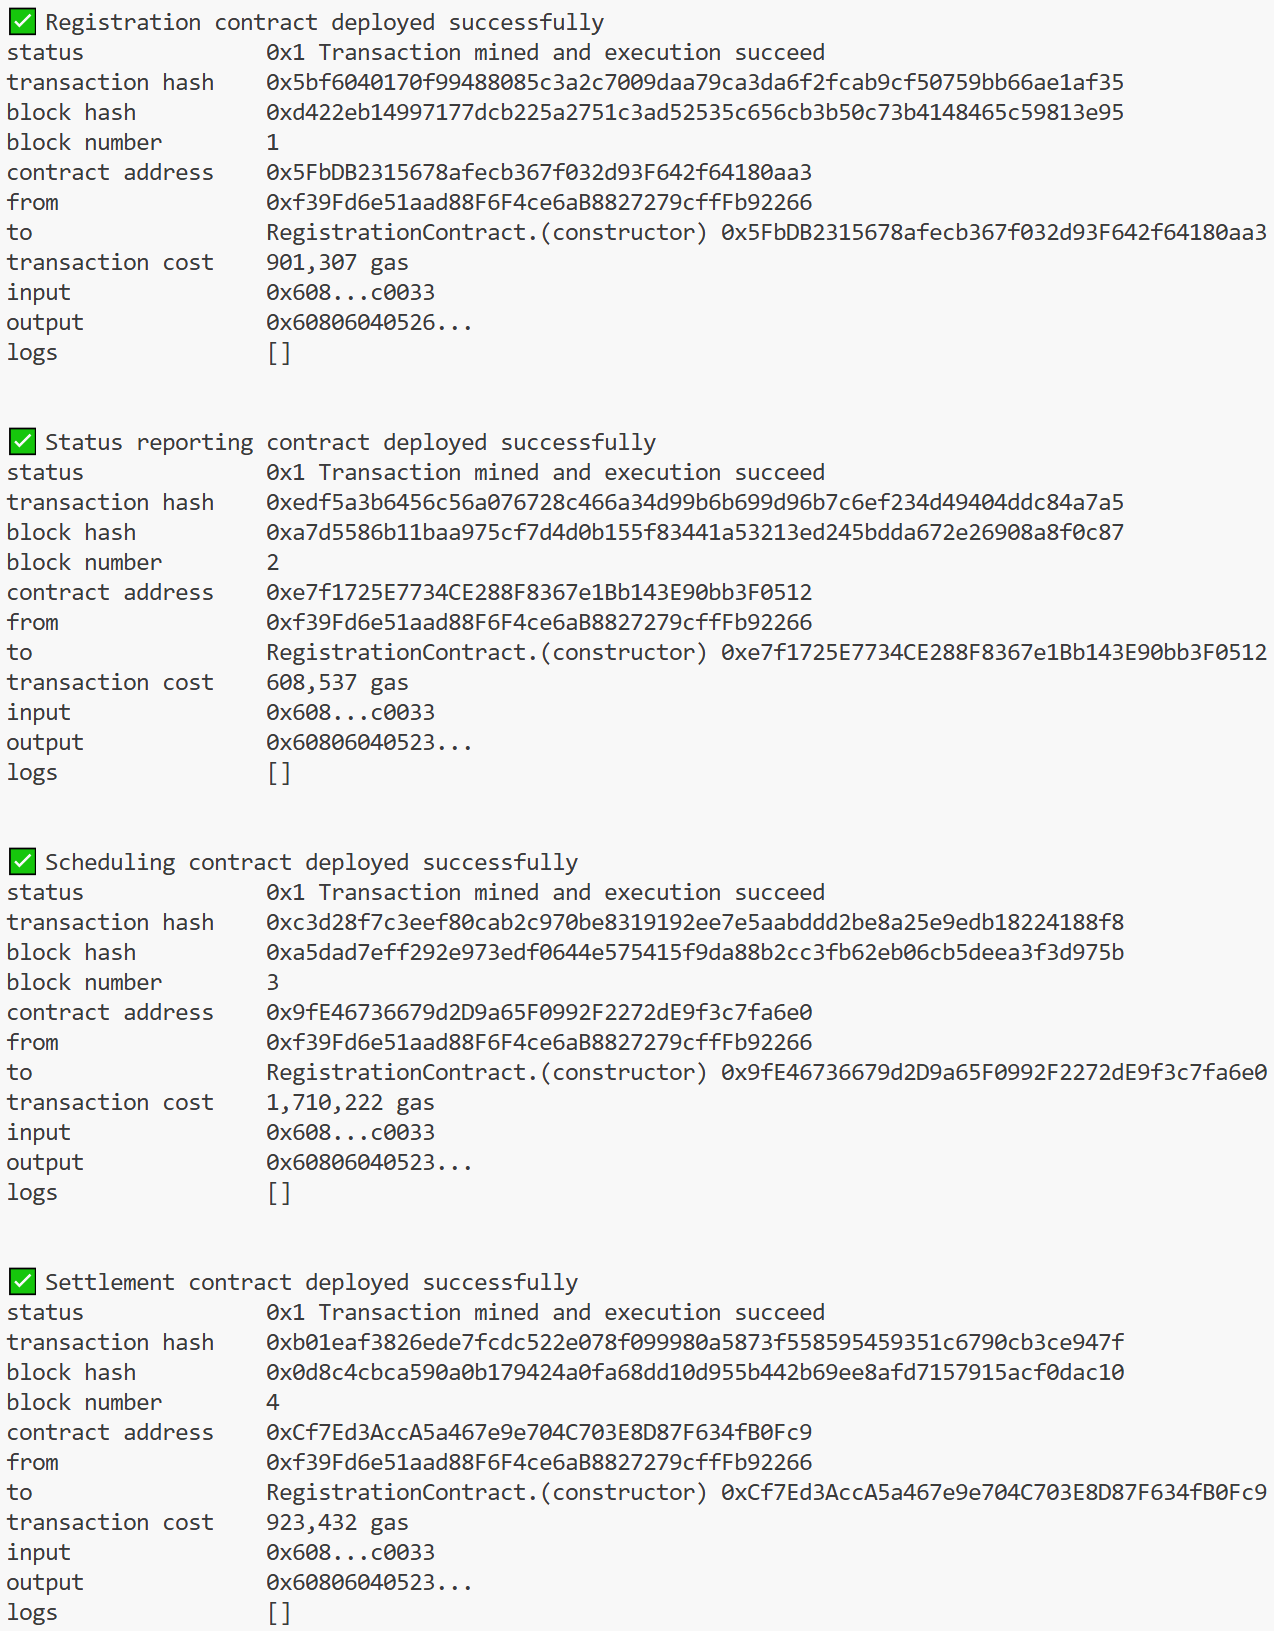 ✅ Registration contract deployed successfully
status 0x1 Transaction mined and execution succeed
transaction hash 0x5bf6040170f99488085c3a2c7009daa79ca3da6f2fcab9cf50759bb66ae1af35
block hash 0xd422eb14997177dcb225a2751c3ad52535c656cb3b50c73b4148465c59813e95
block number 1
contract address 0x5FbDB2315678afecb367f032d93F642f64180aa3
from 0xf39Fd6e51aad88F6F4ce6aB8827279cffFb92266
to RegistrationContract.(constructor) 0x5FbDB2315678afecb367f032d93F642f64180aa3
transaction cost 901,307 gas
input 0x608...c0033
output 0x60806040526...
logs []
✅ Status reporting contract deployed successfully
status 0x1 Transaction mined and execution succeed
transaction hash 0xedf5a3b6456c56a076728c466a34d99b6b699d96b7c6ef234d49404ddc84a7a5
block hash 0xa7d5586b11baa975cf7d4d0b155f83441a53213ed245bdda672e26908a8f0c87
block number 2
contract address 0xe7f1725E7734CE288F8367e1Bb143E90bb3F0512
from 0xf39Fd6e51aad88F6F4ce6aB8827279cffFb92266
to RegistrationContract.(constructor) 0xe7f1725E7734CE288F8367e1Bb143E90bb3F0512
transaction cost 608,537 gas
input 0x608...c0033
output 0x60806040523...
logs []
✅ Scheduling contract deployed successfully
status 0x1 Transaction mined and execution succeed
transaction hash 0xc3d28f7c3eef80cab2c970be8319192ee7e5aabddd2be8a25e9edb18224188f8
block hash 0xa5dad7eff292e973edf0644e575415f9da88b2cc3fb62eb06cb5deea3f3d975b
block number 3
contract address 0x9fE46736679d2D9a65F0992F2272dE9f3c7fa6e0
from 0xf39Fd6e51aad88F6F4ce6aB8827279cffFb92266
to RegistrationContract.(constructor) 0x9fE46736679d2D9a65F0992F2272dE9f3c7fa6e0
transaction cost 1,710,222 gas
input 0x608...c0033
output 0x60806040523...
logs []
✅ Settlement contract deployed successfully
status 0x1 Transaction mined and execution succeed
transaction hash 0xb01eaf3826ede7fcdc522e078f099980a5873f558595459351c6790cb3ce947f
block hash 0x0d8c4cbca590a0b179424a0fa68dd10d955b442b69ee8afd7157915acf0dac10
block number 4
contract address 0xCf7Ed3AccA5a467e9e704C703E8D87F634fB0Fc9
from 0xf39Fd6e51aad88F6F4ce6aB8827279cffFb92266
to RegistrationContract.(constructor) 0xCf7Ed3AccA5a467e9e704C703E8D87F634fB0Fc9
transaction cost 923,432 gas
input 0x608...c0033
output 0x60806040523...
logs []